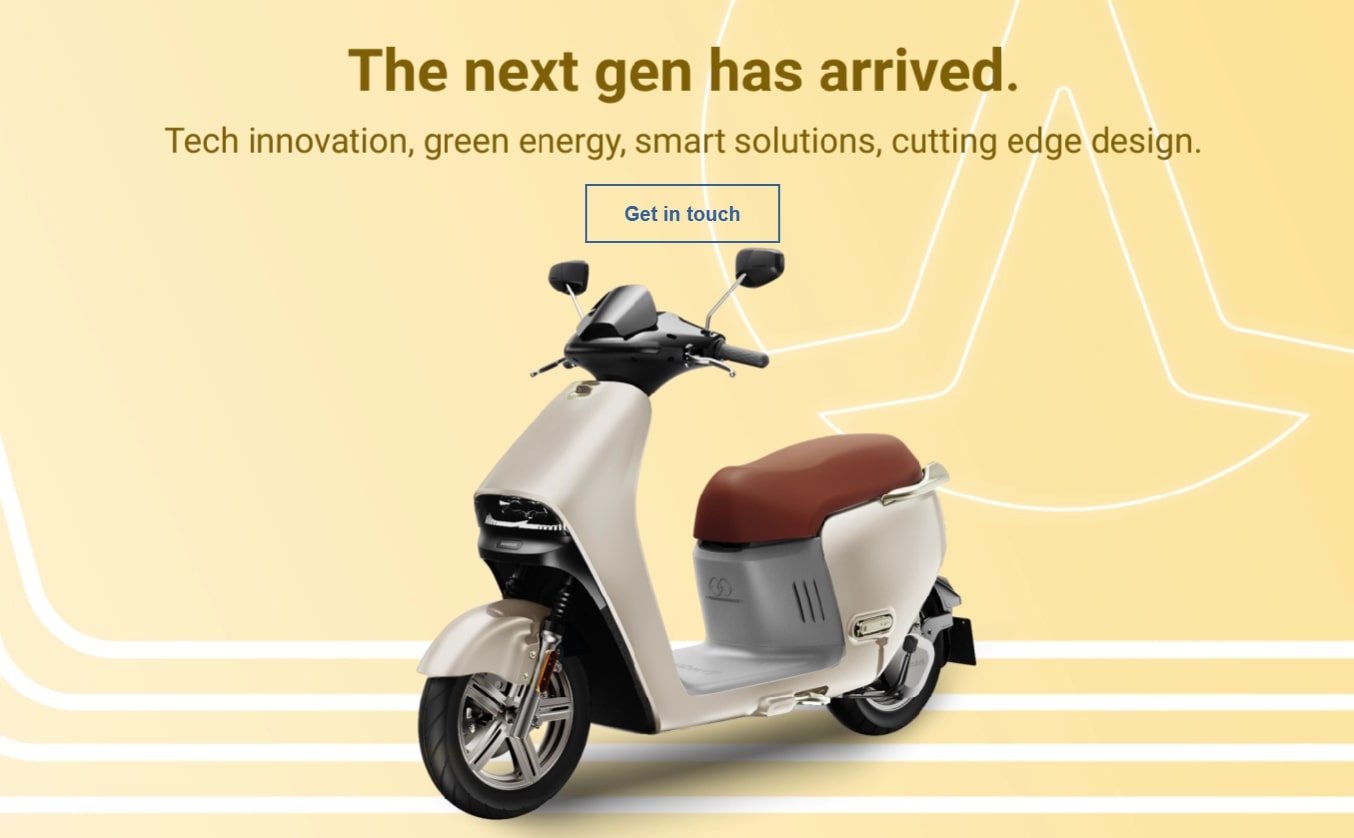 The next gen has arrived.
Tech innovation, green energy, smart solutions, cutting edge design.
Get in touch